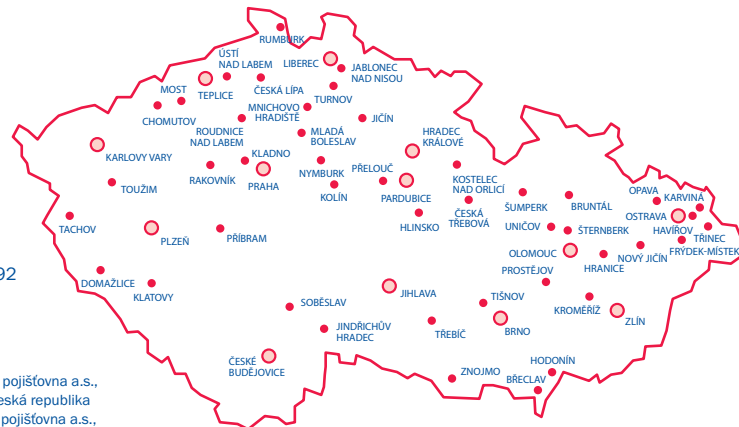 RUMBURK
ÚSTÍ
NAD LABEM
LIBEREC
JABLONEC
NAD NISOU
MOST
TEPLICE
ČESKÁ LÍPA
TURNOV
CHOMUTOV
MNICHOVO
HRADIŠTĚ
JIČÍN
ROUDNICE
NAD LABEM
MLADÁ
BOLESLAV
HRADEC
KRÁLOVÉ
KARLOVY VARY
KLADNO
RAKOVNÍK
PRAHA
NYMBURK
PŘELOUČ
KOSTELEC
NAD ORLICÍ
TOUŽIM
KOLÍN
PARDUBICE
OPAVA
KARVINÁ
ŠUMPERK
BRUNTÁL
TACHOV
PLZEŇ
PŘÍBRAM
HLINSKO
ČESKÁ
TŘEBOVÁ
UNIČOV
ŠTERNBERK
OSTRAVA
HAVÍŘOV
TŘINEC
FRÝDEK-MÍSTEK
OLOMOUC
NOVÝ JIČÍN
HRANICE
PROSTĚJOV
92
DOMAŽLICE
KLATOVY
JIHLAVA
TIŠNOV
KROMĚŘÍŽ
ZLÍN
SOBĚSLAV
JINDŘICHŮV
HRADEC
TŘEBÍČ
BRNO
ČESKÉ
BUDĚJOVICE
HODONÍN
ZNOJMO
BŘECLAV
pojišťovna a.s.,
eská republika
pojišťovna a.s.,